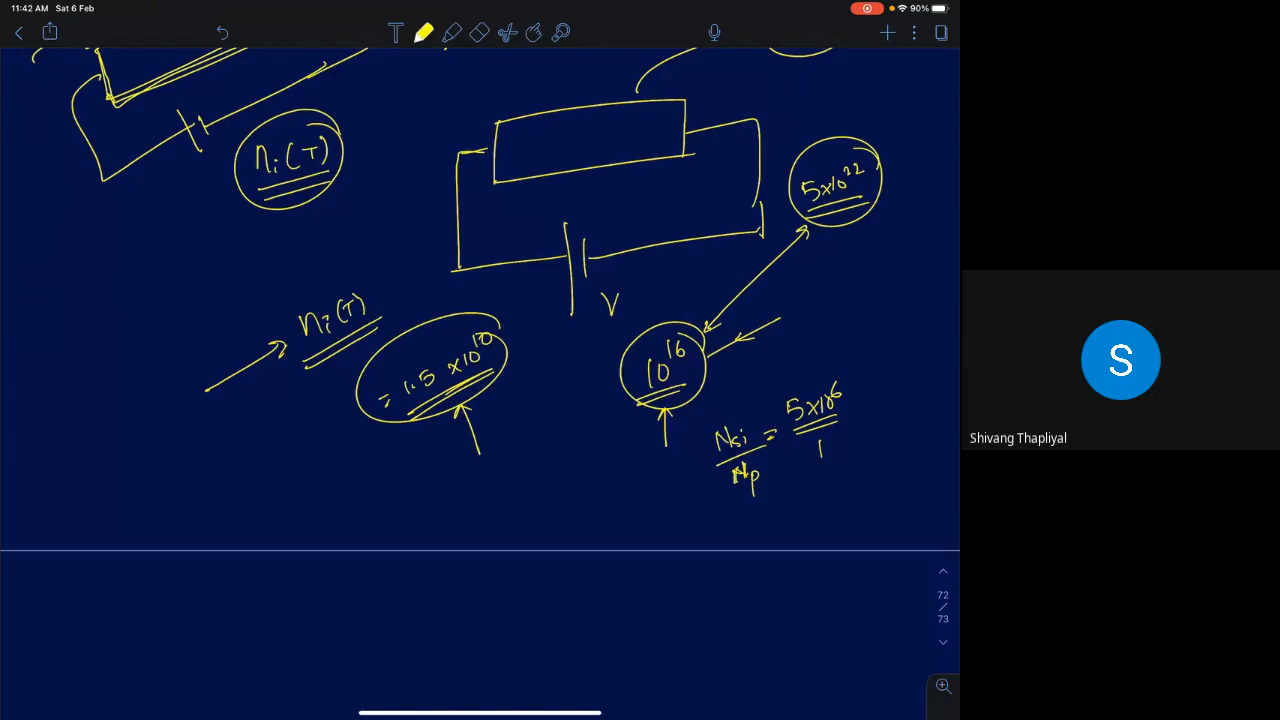 11:42 AM Sat 6 Feb
90%
T
nᵢ(T)
5×10²²
V
nᵢ(T)
= 1.5 ×10¹⁰
10¹⁶
Nsi/Np = 5×10⁶/1
Shivang Thapliyal
S
72
/
73